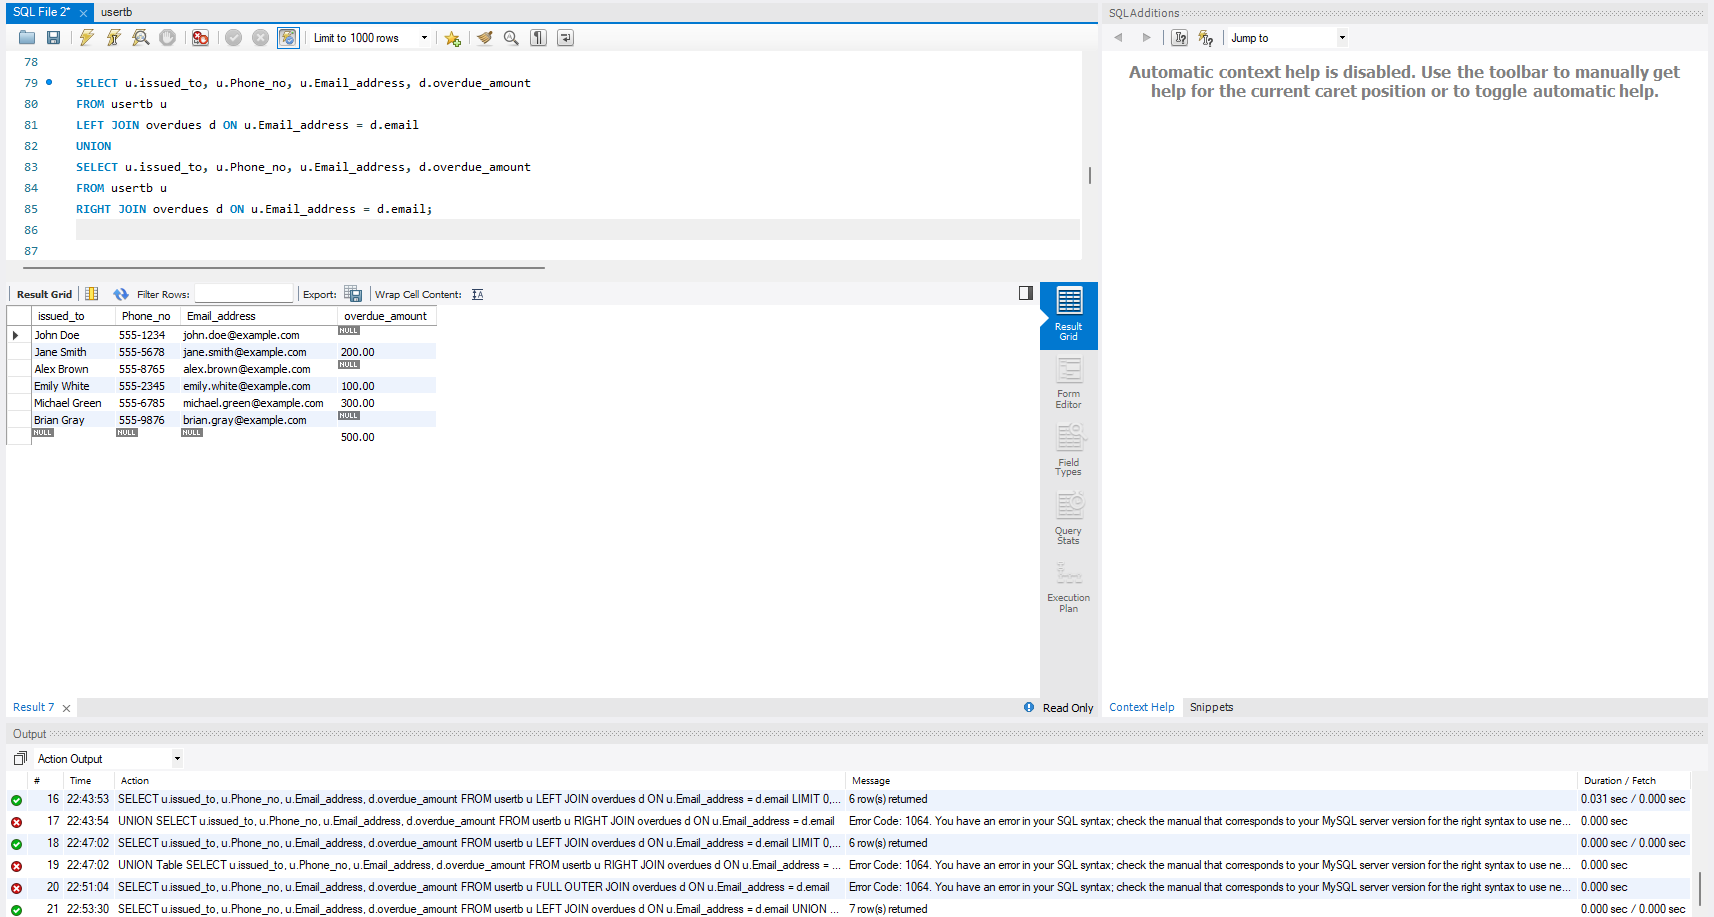 SQL File 2* usertb
Limit to 1000 rows
78
79 SELECT u.issued_to, u.Phone_no, u.Email_address, d.overdue_amount
80 FROM usertb u
81 LEFT JOIN overdues d ON u.Email_address = d.email
82 UNION
83 SELECT u.issued_to, u.Phone_no, u.Email_address, d.overdue_amount
84 FROM usertb u
85 RIGHT JOIN overdues d ON u.Email_address = d.email;
86
87
Result Grid Filter Rows: Export: Wrap Cell Content:
issued_to Phone_no Email_address overdue_amount
John Doe 555-1234 john.doe@example.com NULL
Jane Smith 555-5678 jane.smith@example.com 200.00
Alex Brown 555-8765 alex.brown@example.com NULL
Emily White 555-2345 emily.white@example.com 100.00
Michael Green 555-6785 michael.green@example.com 300.00
Brian Gray 555-9876 brian.gray@example.com NULL
NULL NULL NULL 500.00
Result
Grid
Form
Editor
Field
Types
Query
Stats
Execution
Plan
Result 7 Read Only
SQLAdditions
Jump to
Automatic context help is disabled. Use the toolbar to manually get
help for the current caret position or to toggle automatic help.
Context Help Snippets
Output
Action Output
# Time Action Message Duration / Fetch
16 22:43:53 SELECT u.issued_to, u.Phone_no, u.Email_address, d.overdue_amount FROM usertb u LEFT JOIN overdues d ON u.Email_address = d.email LIMIT 0,... 6 row(s) returned 0.031 sec / 0.000 sec
17 22:43:54 UNION SELECT u.issued_to, u.Phone_no, u.Email_address, d.overdue_amount FROM usertb u RIGHT JOIN overdues d ON u.Email_address = d.email Error Code: 1064. You have an error in your SQL syntax; check the manual that corresponds to your MySQL server version for the right syntax to use ne... 0.000 sec
18 22:47:02 SELECT u.issued_to, u.Phone_no, u.Email_address, d.overdue_amount FROM usertb u LEFT JOIN overdues d ON u.Email_address = d.email LIMIT 0,... 6 row(s) returned 0.000 sec / 0.000 sec
19 22:47:02 UNION Table SELECT u.issued_to, u.Phone_no, u.Email_address, d.overdue_amount FROM usertb u RIGHT JOIN overdues d ON u.Email_address = ... Error Code: 1064. You have an error in your SQL syntax; check the manual that corresponds to your MySQL server version for the right syntax to use ne... 0.000 sec
20 22:51:04 SELECT u.issued_to, u.Phone_no, u.Email_address, d.overdue_amount FROM usertb u FULL OUTER JOIN overdues d ON u.Email_address = d.email Error Code: 1064. You have an error in your SQL syntax; check the manual that corresponds to your MySQL server version for the right syntax to use ne... 0.000 sec
21 22:53:30 SELECT u.issued_to, u.Phone_no, u.Email_address, d.overdue_amount FROM usertb u LEFT JOIN overdues d ON u.Email_address = d.email UNION ... 7 row(s) returned 0.000 sec / 0.000 sec